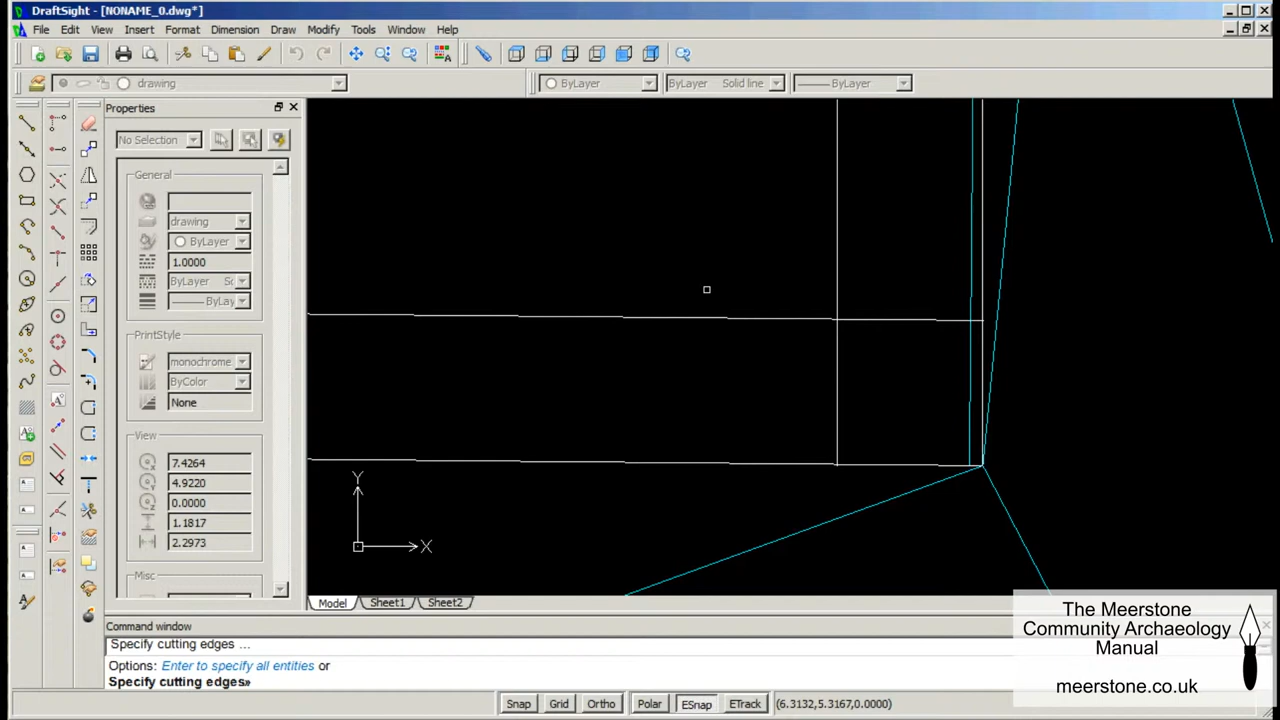 DraftSight - [NONAME_0.dwg*]
File Edit View Insert Format Dimension Draw Modify Tools Window Help
drawing ByLayer ByLayer Solid line ByLayer
Properties
No Selection
General
drawing
ByLayer
1.0000
ByLayer
PrintStyle
monochrome
ByColor
None
View
7.4264
4.9220
0.0000
1.1817
2.2973
Misc
Y
X
Model Sheet1 Sheet2
Command window
Specify cutting edges ...
Options: Enter to specify all entities or
Specify cutting edges»
Snap Grid Ortho Polar ESnap ETrack (6.3132,5.3167,0.0000)
The Meerstone
Community Archaeology
Manual
meerstone.co.uk